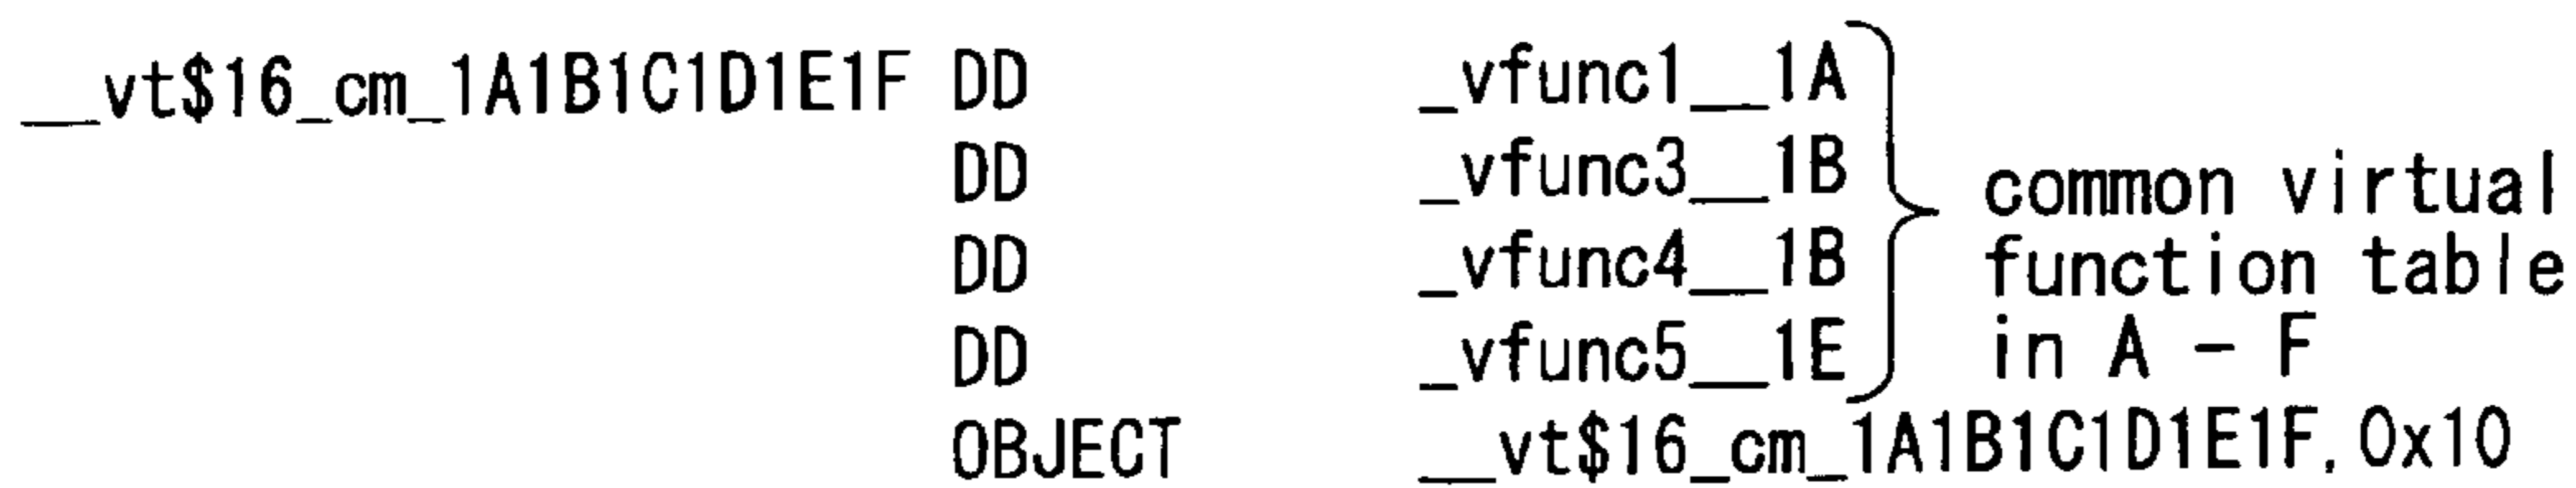 __vt$16_cm_1A1B1C1D1E1F DD _vfunc1__1A
DD _vfunc3__1B
DD _vfunc4__1B
DD _vfunc5__1E
OBJECT __vt$16_cm_1A1B1C1D1E1F,0x10
common virtual
function table
in A - F